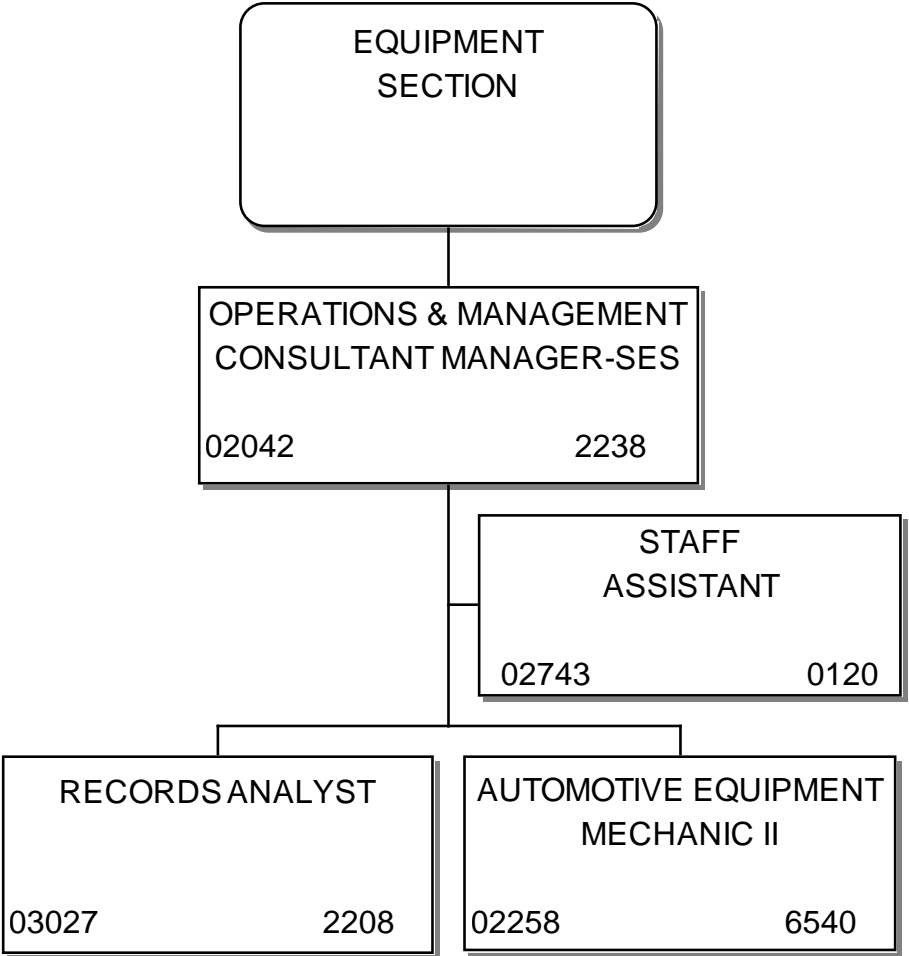 EQUIPMENT
SECTION
OPERATIONS & MANAGEMENT
CONSULTANT MANAGER-SES
02042 2238
STAFF
ASSISTANT
02743 0120
RECORDS ANALYST
03027 2208
AUTOMOTIVE EQUIPMENT
MECHANIC II
02258 6540